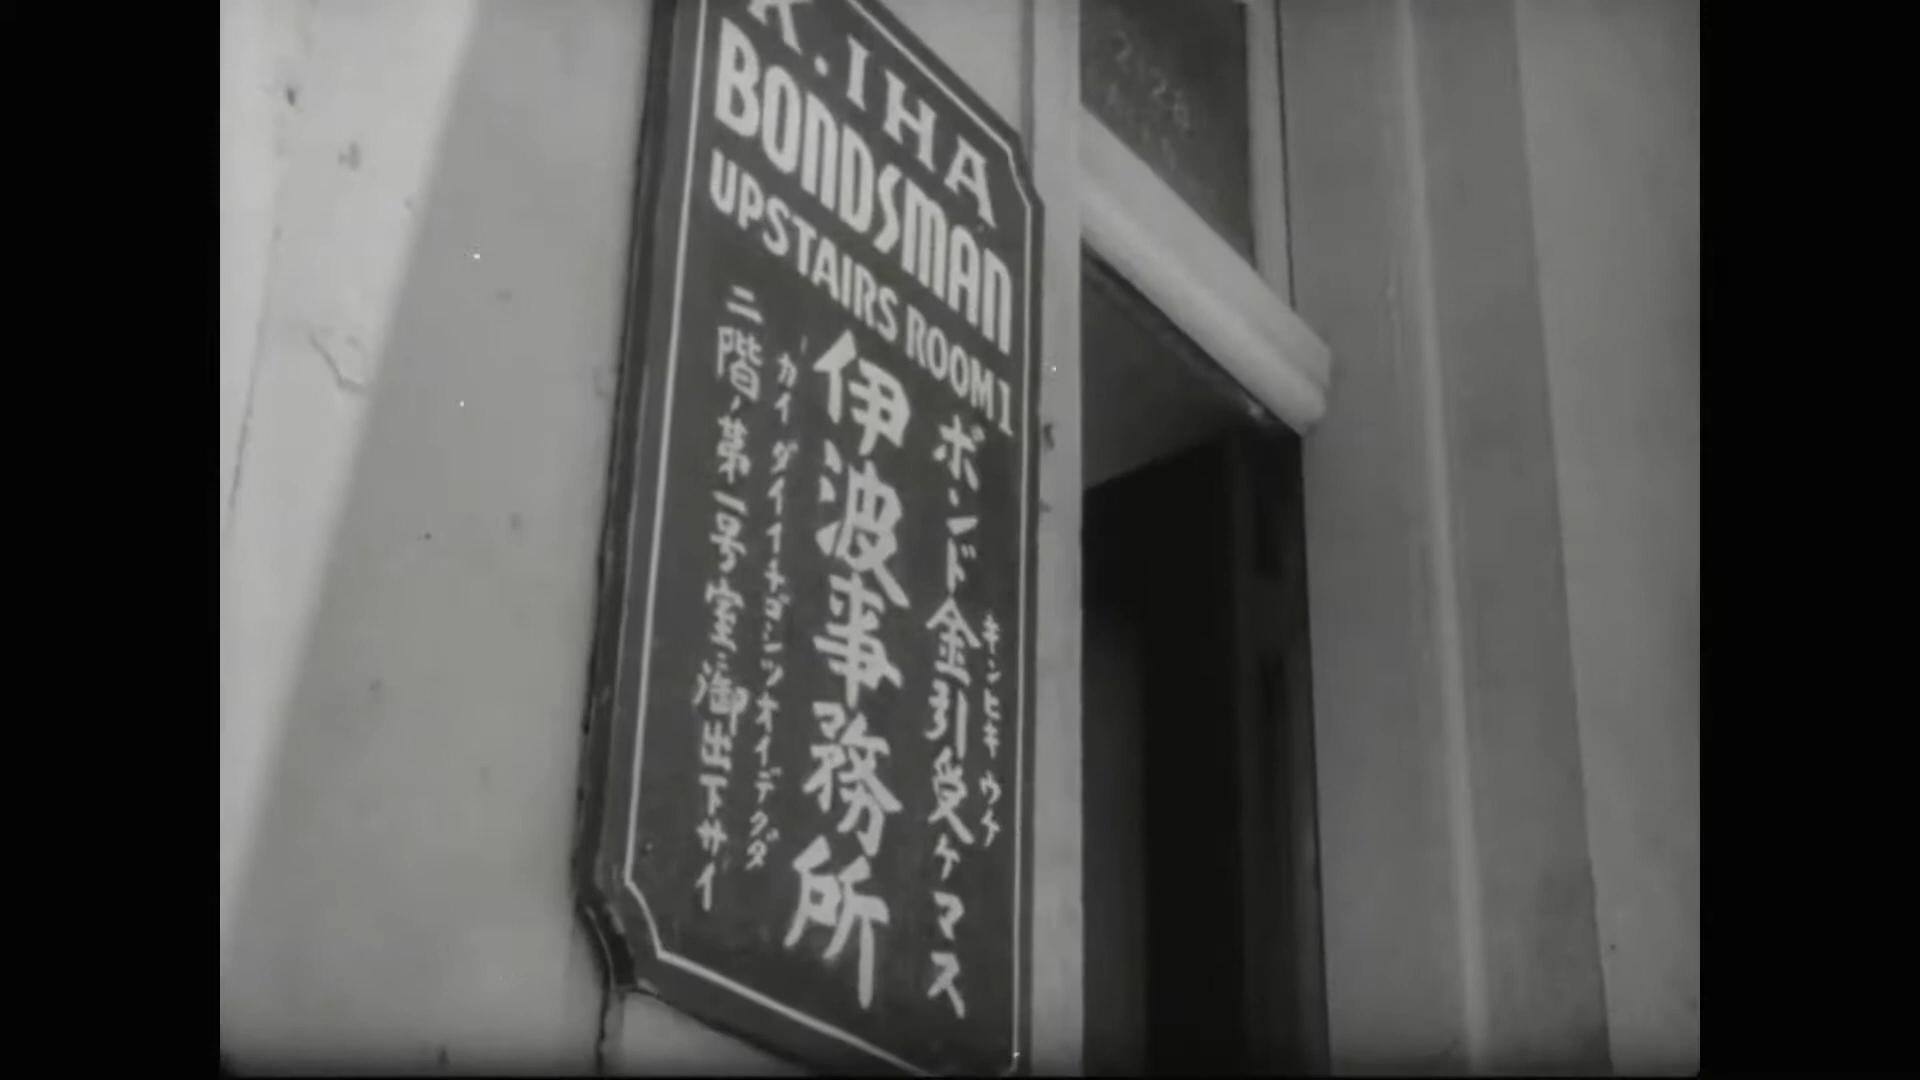 K. IHA
BONDSMAN
UPSTAIRS ROOM 1
ボンド金引受ケマス
キンヒキウケ
伊波事務所
カイダイイチゴシツオイデクダ
二階ノ第一号室ニ御出下サイ